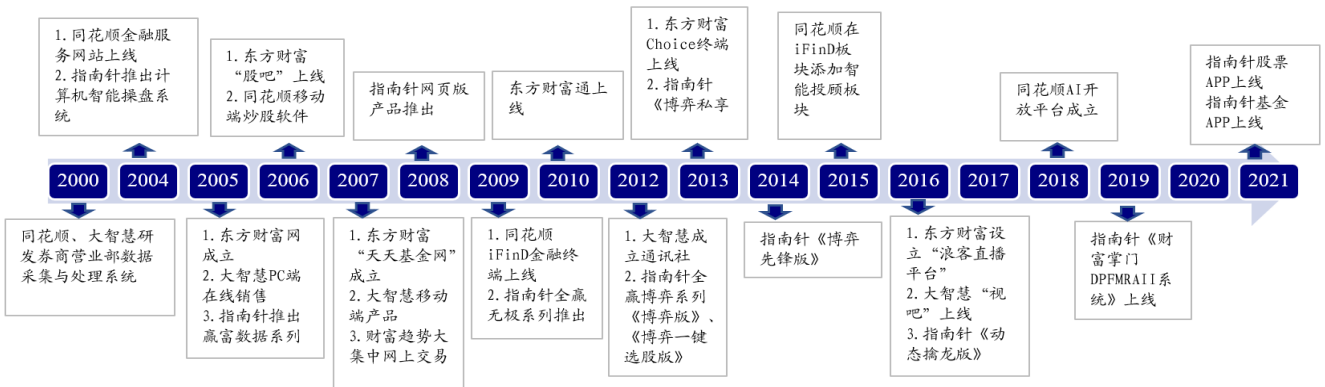 1. 同花顺金融服
务网站上线
2. 指南针推出计
算机智能操盘系
统
1. 东方财富
“股吧”上线
2. 同花顺移动
端炒股软件
指南针网页版
产品推出
东方财富通上
线
1. 东方财富
Choice终端
上线
2. 指南针
《博弈私享
同花顺在
iFinD板
块添加智
能投顾板
块
同花顺AI开
放平台成立
指南针股票
APP上线
指南针基金
APP上线
2000 2004 2005 2006 2007 2008 2009 2010 2012 2013 2014 2015 2016 2017 2018 2019 2020 2021
同花顺、大智慧研
发券商营业部数据
采集与处理系统
1. 东方财富网
成立
2. 大智慧PC端
在线销售
3. 指南针推出
赢富数据系列
1. 东方财富
“天天基金网”
成立
2. 大智慧移动
端产品
3. 财富趋势大
集中网上交易
1. 同花顺
iFinD金融终
端上线
2. 指南针全赢
无极系列推出
1. 大智慧成
立通讯社
2. 指南针全
赢博弈系列
《博弈版》、
《博弈一键
选股版》
指南针《博弈
先锋版》
1. 东方财富设
立“浪客直播
平台”
2. 大智慧“视
吧”上线
3. 指南针《动
态擒龙版》
指南针《财
富掌门
DPFMRAII系
统》上线